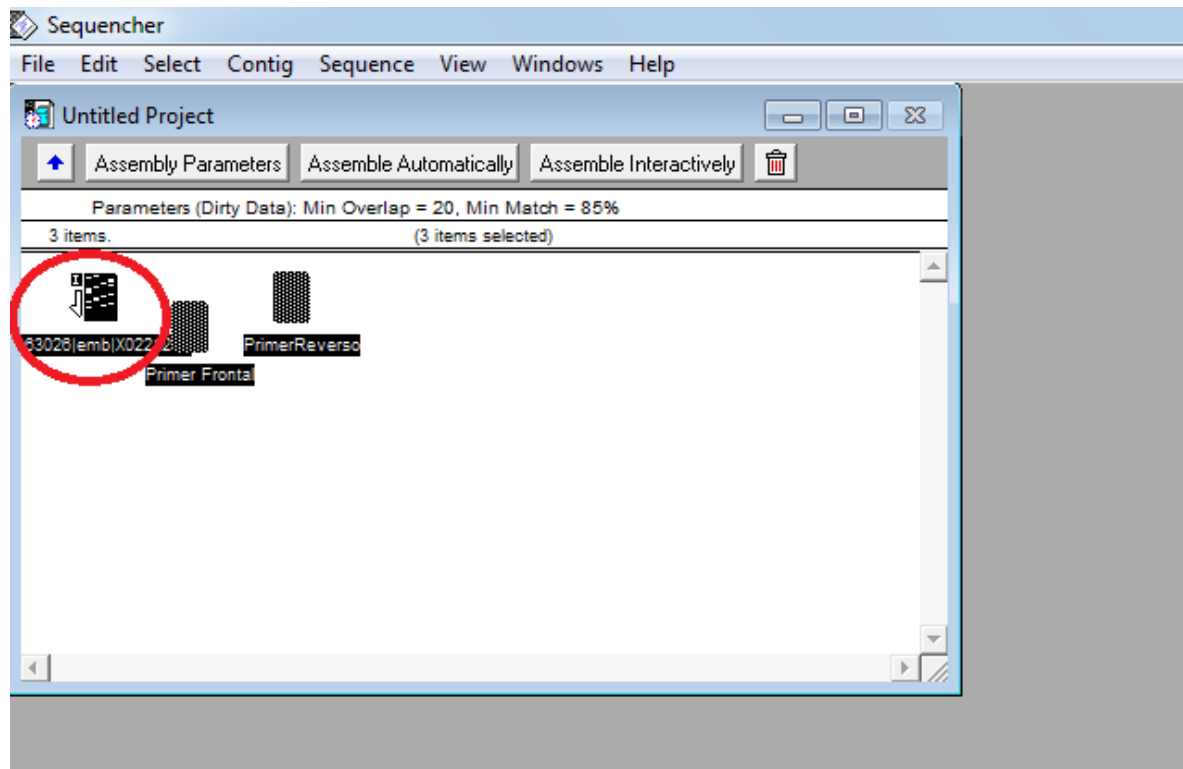 Sequencher
File Edit Select Contig Sequence View Windows Help
Untitled Project
Assembly Parameters Assemble Automatically Assemble Interactively
Parameters (Dirty Data): Min Overlap = 20, Min Match = 85%
3 items. (3 items selected)
PrimerReverso
Primer Frontal